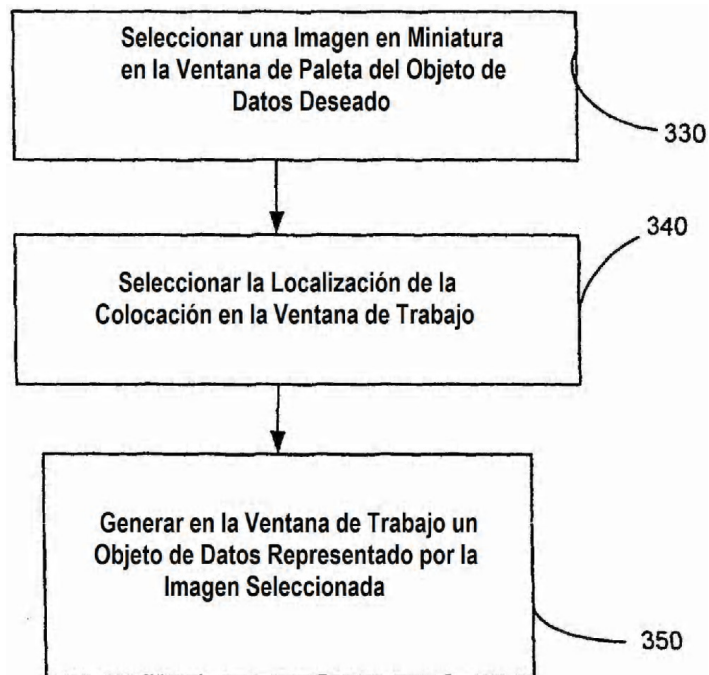 Seleccionar una Imagen en Miniatura
en la Ventana de Paleta del Objeto de
Datos Deseado
330
340
Seleccionar la Localización de la
Colocación en la Ventana de Trabajo
Generar en la Ventana de Trabajo un
Objeto de Datos Representado por la
Imagen Seleccionada
350